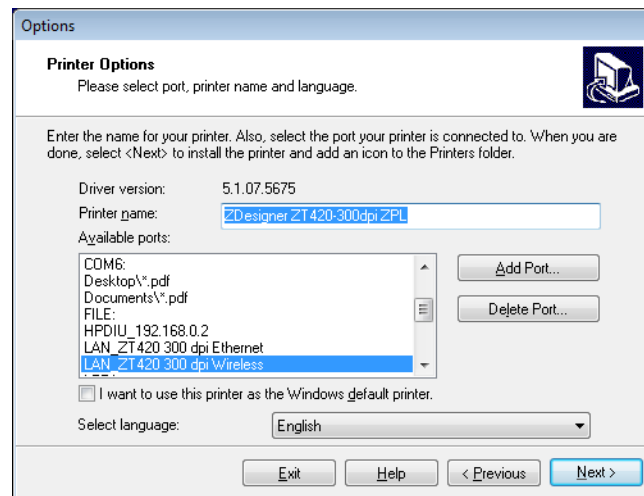 Options
Printer Options
Please select port, printer name and language.
Enter the name for your printer. Also, select the port your printer is connected to. When you are
done, select <Next> to install the printer and add an icon to the Printers folder.
Driver version: 5.1.07.5675
Printer name: ZDesigner ZT420-300dpi ZPL
Available ports:
COM6:
Desktop\*.pdf
Documents\*.pdf
FILE:
HPDIU_192.168.0.2
LAN_ZT420 300 dpi Ethernet
LAN_ZT420 300 dpi Wireless
Add Port...
Delete Port...
I want to use this printer as the Windows default printer.
Select language: English
Exit Help < Previous Next >